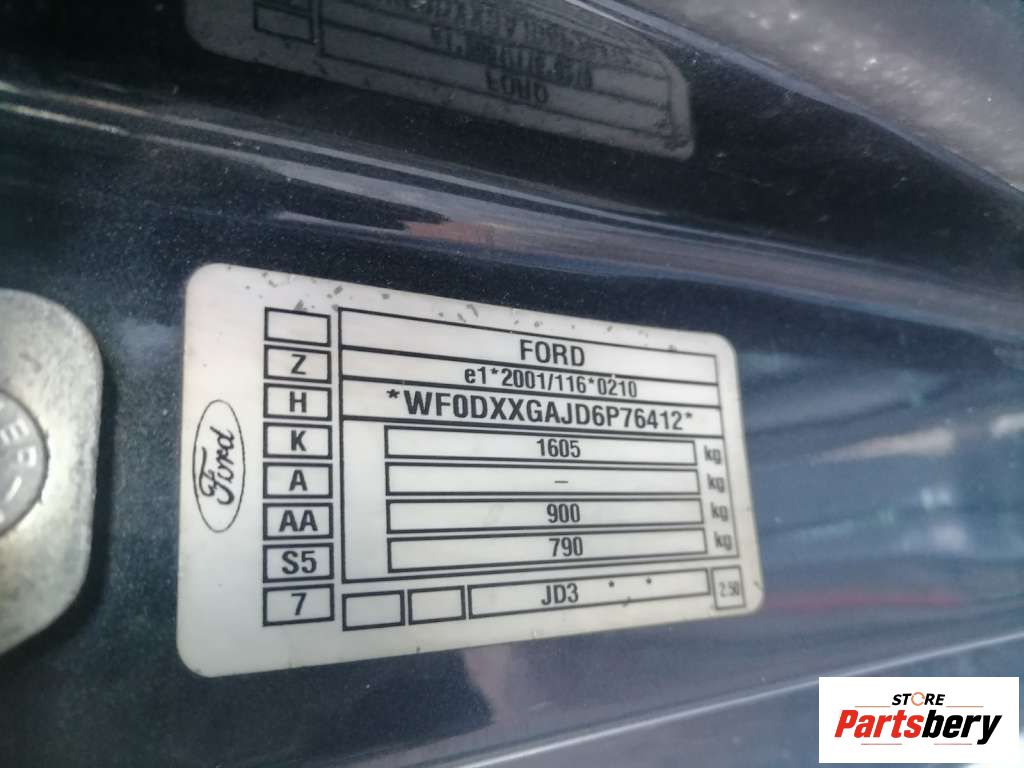 FORD
e1*2001/116*0210
*WF0DXXGAJD6P76412*
Z
H
K
A
AA
S5
7
1605 kg
– kg
900 kg
790 kg
JD3 * *
2.50
Ford
STORE
Partsbery